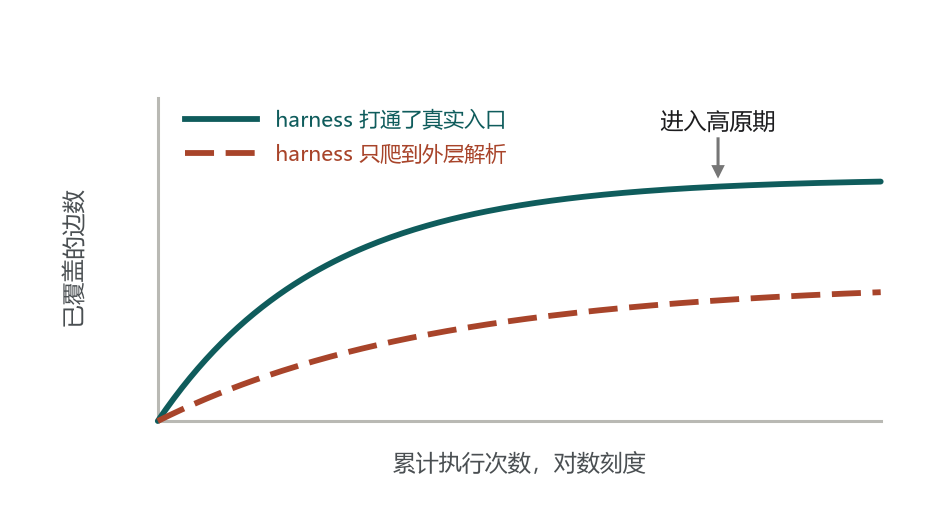 harness 打通了真实入口
harness 只爬到外层解析
进入高原期
已覆盖的边数
累计执行次数，对数刻度